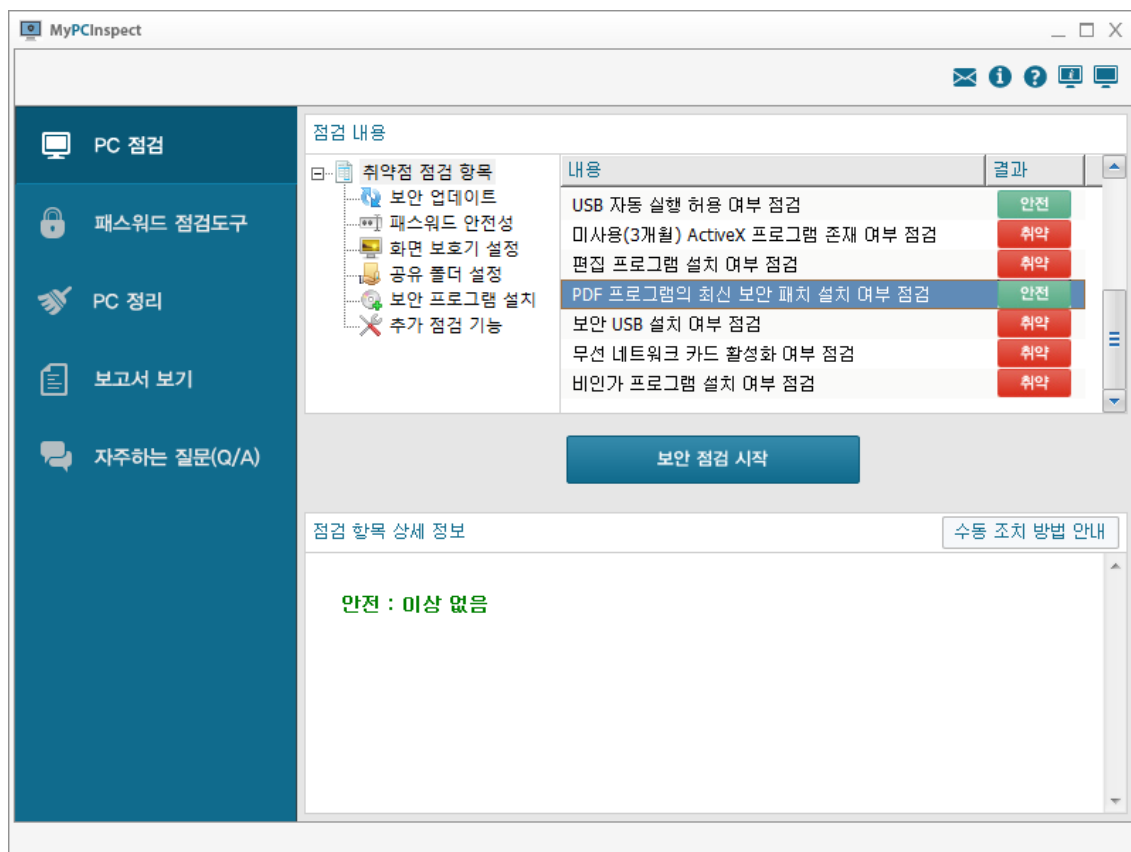 MyPCInspect
PC 점검
패스워드 점검도구
PC 정리
보고서 보기
자주하는 질문(Q/A)
점검 내용
취약점 점검 항목
보안 업데이트
패스워드 안전성
화면 보호기 설정
공유 폴더 설정
보안 프로그램 설치
추가 점검 기능
내용 결과
USB 자동 실행 허용 여부 점검 안전
미사용(3개월) ActiveX 프로그램 존재 여부 점검 취약
편집 프로그램 설치 여부 점검 취약
PDF 프로그램의 최신 보안 패치 설치 여부 점검 안전
보안 USB 설치 여부 점검 취약
무선 네트워크 카드 활성화 여부 점검 취약
비인가 프로그램 설치 여부 점검 취약
보안 점검 시작
점검 항목 상세 정보 수동 조치 방법 안내
안전 : 이상 없음